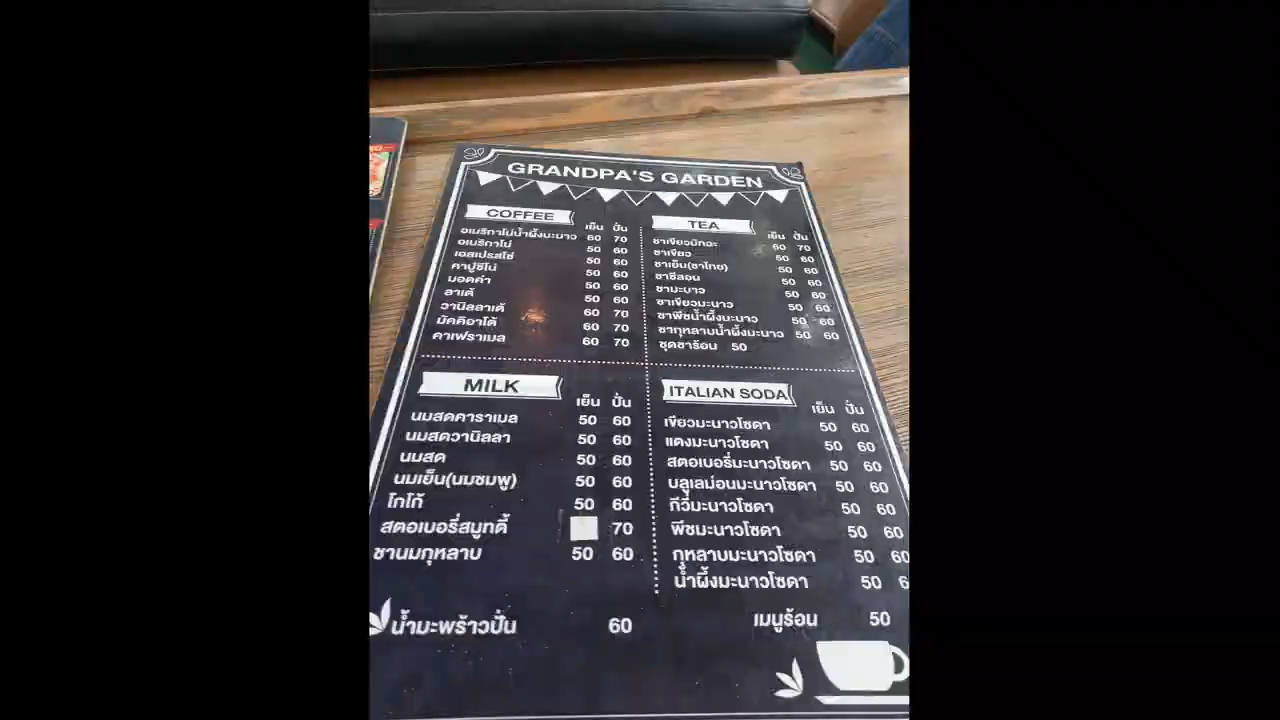 GRANDPA'S GARDEN
COFFEE
เย็น ปั่น
อเมริกาโน่น้ำผึ้งมะนาว 60 70
อเมริกาโน่ 50 60
เอสเปรสโซ่ 50 60
คาปูชิโน่ 50 60
มอคค่า 50 60
ลาเต้ 50 60
วานิลลาเต้ 60 70
มัคคิอาโต้ 60 70
คาเฟราเมล 60 70
TEA
เย็น ปั่น
ชาเขียวมัทฉะ 60 70
ชาเขียว 50 60
ชาเย็น(ชาไทย) 50 60
ชาซีลอน 50 60
ชามะนาว 50 60
ชาเขียวมะนาว 50 60
ชาพีชน้ำผึ้งมะนาว 50 60
ชากุหลาบน้ำผึ้งมะนาว 50 60
ชุดชาร้อน 50
MILK
เย็น ปั่น
นมสดคาราเมล 50 60
นมสดวานิลลา 50 60
นมสด 50 60
นมเย็น(นมชมพู) 50 60
โกโก้ 50 60
สตอเบอรี่สมูทตี้ 70
ชานมกุหลาบ 50 60
ITALIAN SODA
เย็น ปั่น
เขียวมะนาวโซดา 50 60
แดงมะนาวโซดา 50 60
สตอเบอรี่มะนาวโซดา 50 60
บลูเลม่อนมะนาวโซดา 50 60
กีวี่มะนาวโซดา 50 60
พีชมะนาวโซดา 50 60
กุหลาบมะนาวโซดา 50 60
น้ำผึ้งมะนาวโซดา 50 6
น้ำมะพร้าวปั่น 60
เมนูร้อน 50